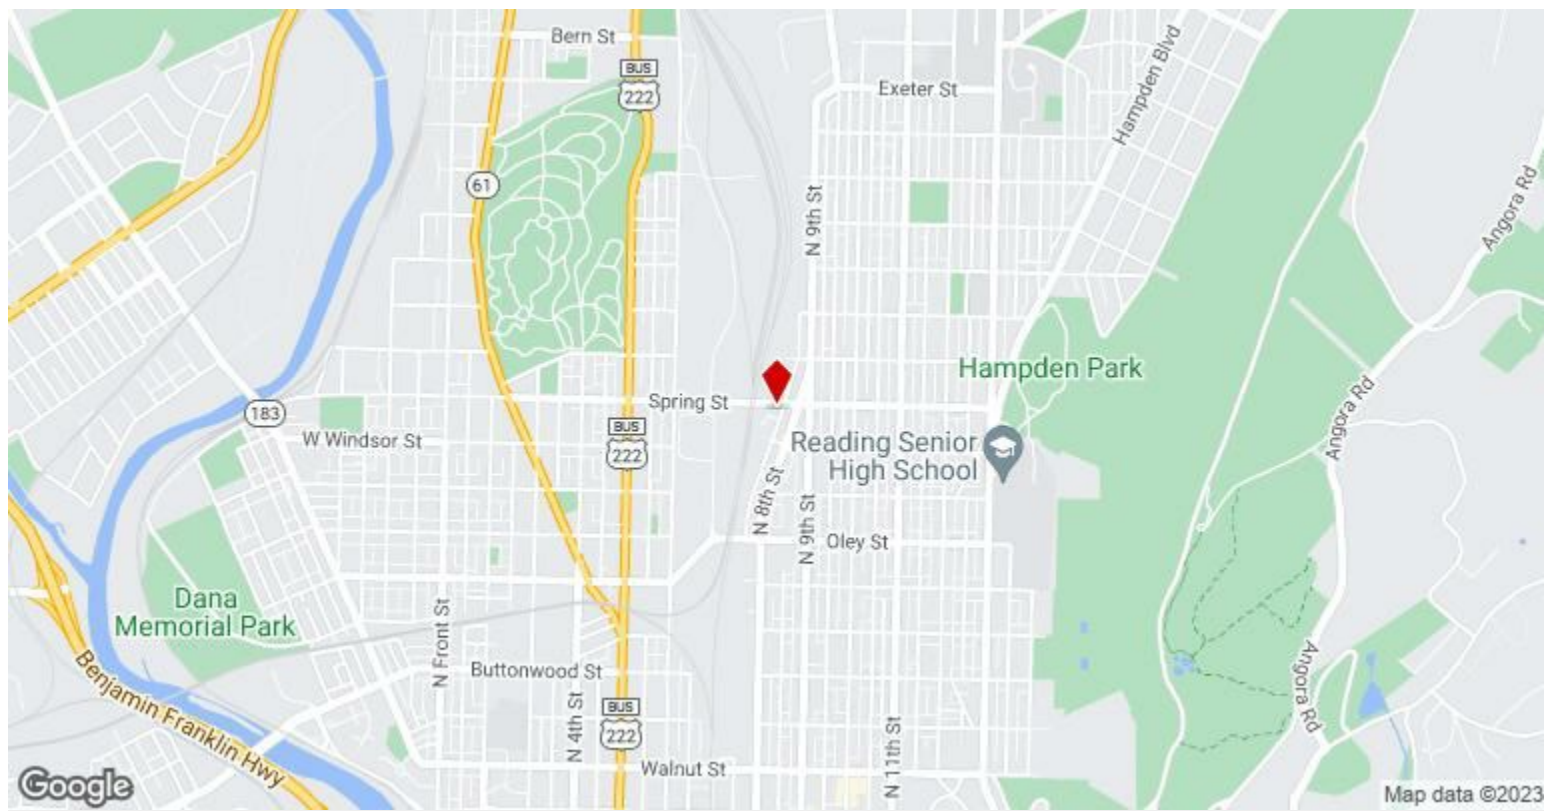 Bern St
BUS
222
Exeter St
Hampden Blvd
61
N 9th St
Angora Rd
Hampden Park
Spring St
183
W Windsor St
BUS
222
Angora Rd
Reading Senior
High School
N 8th St
N 9th St
Oley St
Dana
Memorial Park
N Front St
Buttonwood St
Angora Rd
Benjamin Franklin Hwy
N 4th St
BUS
222
N 11th St
Walnut St
Google
Map data ©2023